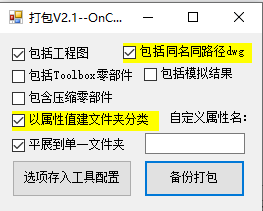 打包V2.1--OnC...
包括工程图 包括同名同路径dwg
包括Toolbox零部件 包括模拟结果
包含压缩零部件
以属性值建文件夹分类 自定义属性名:
平展到单一文件夹
选项存入工具配置 备份打包